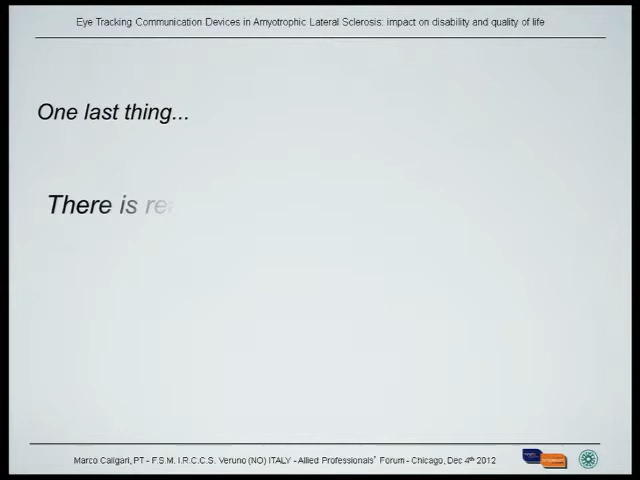 Eye Tracking Communication Devices in Amyotrophic Lateral Sclerosis: impact on disability and quality of life
One last thing...
There is
Marco Caligari, PT - F.S.M. I.R.C.C.S. Veruno (NO) ITALY - Allied Professionals' Forum - Chicago, Dec 4th 2012